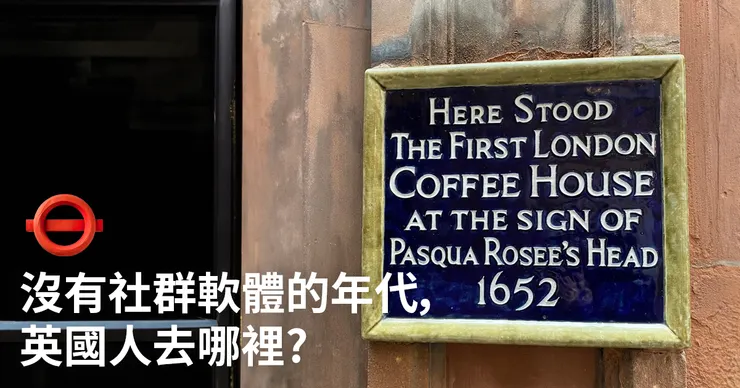 HERE STOOD
THE FIRST LONDON
COFFEE HOUSE
AT THE SIGN OF
PASQUA ROSEE'S HEAD
1652
沒有社群軟體的年代,
英國人去哪裡?